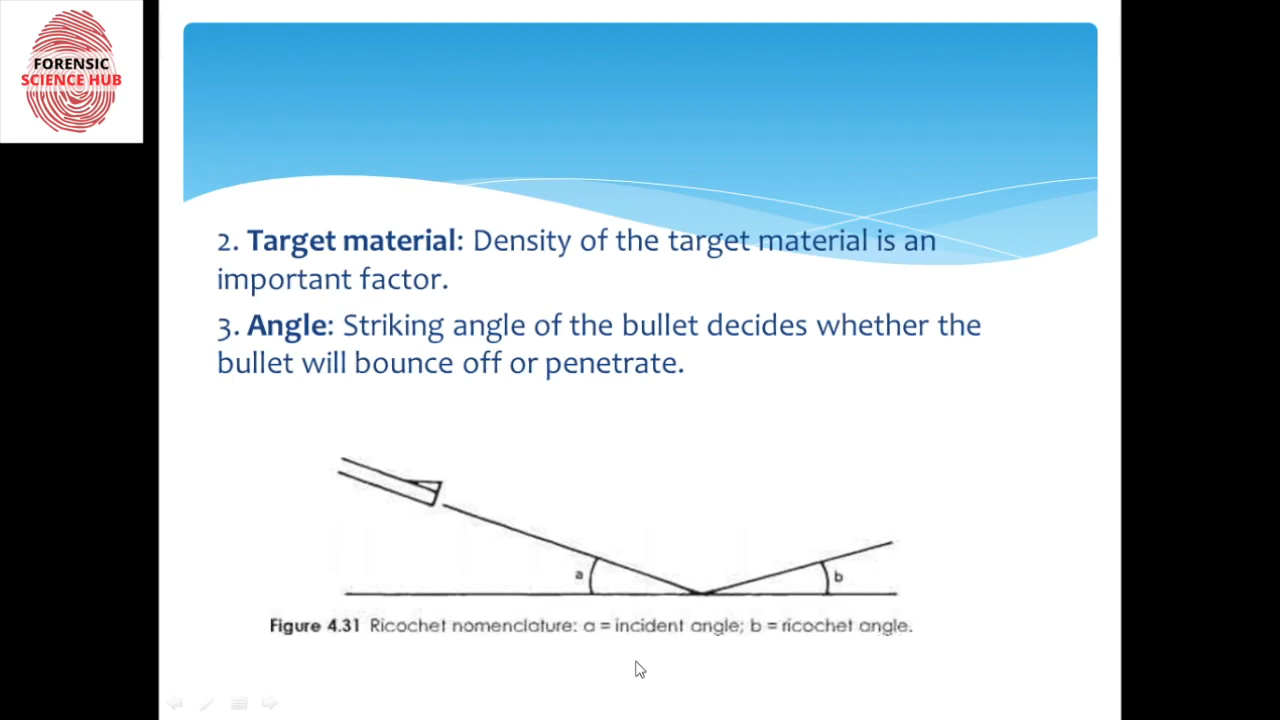 FORENSIC
SCIENCE HUB
2. Target material: Density of the target material is an
important factor.
3. Angle: Striking angle of the bullet decides whether the
bullet will bounce off or penetrate.
a
b
Figure 4.31 Ricochet nomenclature: a = incident angle; b = ricochet angle.